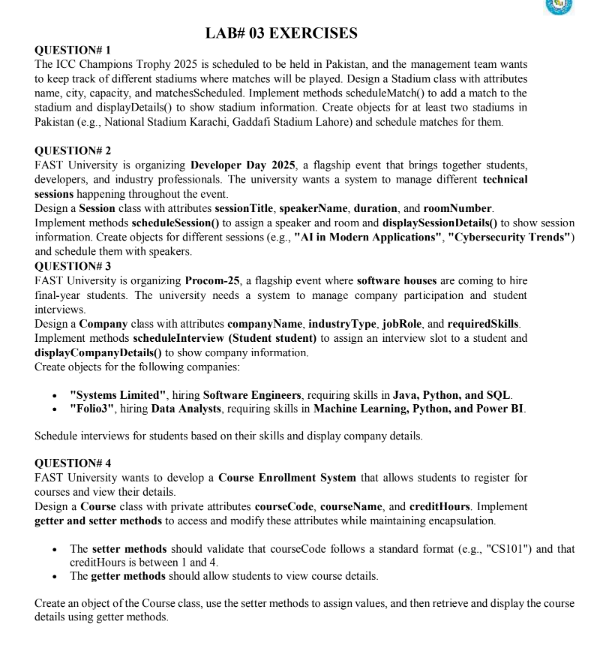 LAB# 03 EXERCISES
QUESTION# 1
The ICC Champions Trophy 2025 is scheduled to be held in Pakistan, and the management team wants
to keep track of different stadiums where matches will be played. Design a Stadium class with attributes
name, city, capacity, and matchesScheduled. Implement methods scheduleMatch() to add a match to the
stadium and displayDetails() to show stadium information. Create objects for at least two stadiums in
Pakistan (e.g., National Stadium Karachi, Gaddafi Stadium Lahore) and schedule matches for them.
QUESTION# 2
FAST University is organizing Developer Day 2025, a flagship event that brings together students,
developers, and industry professionals. The university wants a system to manage different technical
sessions happening throughout the event.
Design a Session class with attributes sessionTitle, speakerName, duration, and roomNumber.
Implement methods scheduleSession() to assign a speaker and room and displaySessionDetails() to show session
information. Create objects for different sessions (e.g., "AI in Modern Applications", "Cybersecurity Trends")
and schedule them with speakers.
QUESTION# 3
FAST University is organizing Procom-25, a flagship event where software houses are coming to hire
final-year students. The university needs a system to manage company participation and student
interviews.
Design a Company class with attributes companyName, industryType, jobRole, and requiredSkills.
Implement methods scheduleInterview (Student student) to assign an interview slot to a student and
displayCompanyDetails() to show company information.
Create objects for the following companies:
• "Systems Limited", hiring Software Engineers, requiring skills in Java, Python, and SQL.
• "Folio3", hiring Data Analysts, requiring skills in Machine Learning, Python, and Power BI.
Schedule interviews for students based on their skills and display company details.
QUESTION# 4
FAST University wants to develop a Course Enrollment System that allows students to register for
courses and view their details.
Design a Course class with private attributes courseCode, courseName, and creditHours. Implement
getter and setter methods to access and modify these attributes while maintaining encapsulation.
• The setter methods should validate that courseCode follows a standard format (e.g., "CS101") and that
creditHours is between 1 and 4.
• The getter methods should allow students to view course details.
Create an object of the Course class, use the setter methods to assign values, and then retrieve and display the course
details using getter methods.